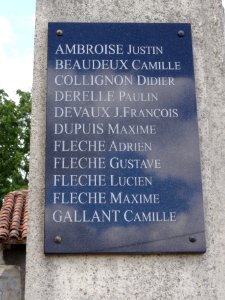 AMBROISE JUSTIN
BEAUDEUX CAMILLE
COLLIGNON DIDIER
DERELLE PAULIN
DEVAUX J.FRANÇOIS
DUPUIS MAXIME
FLECHE ADRIEN
FLECHE GUSTAVE
FLECHE LUCIEN
FLECHE MAXIME
GALLANT CAMILLE